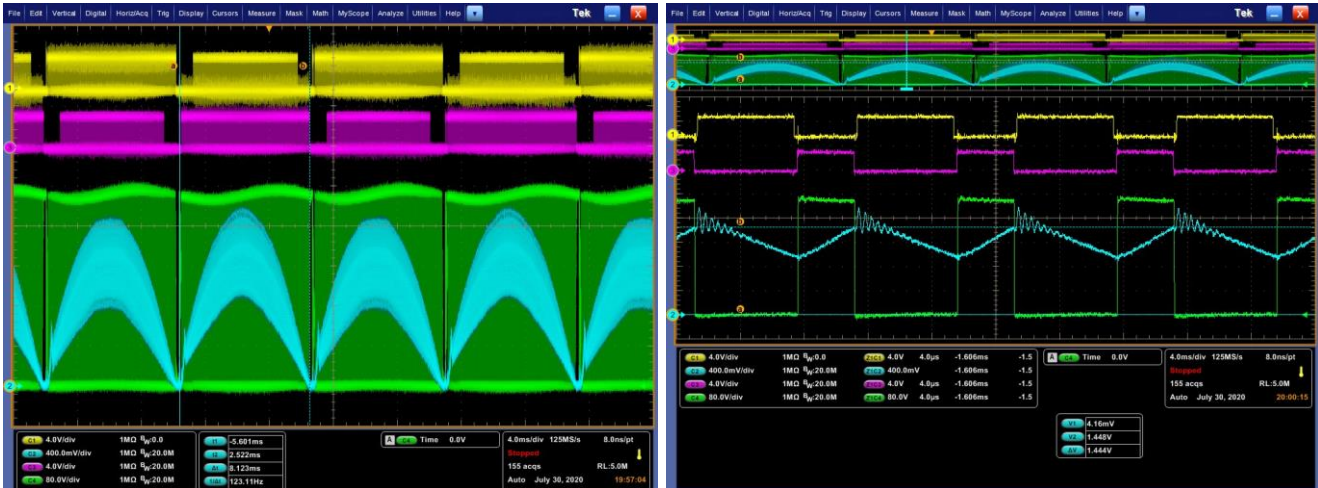 File Edit Vertical Digital Horiz/Acq Trig Display Cursors Measure Mask Math MyScope Analyze Utilities Help Tek X
a
b
1
2
C1 4.0V/div 1MΩ BW:0.0
C2 400.0mV/div 1MΩ BW:20.0M
C3 4.0V/div 1MΩ BW:20.0M
C4 80.0V/div 1MΩ BW:20.0M
t1 -5.601ms
t2 2.522ms
Δt 8.123ms
1/Δt 123.11Hz
A C4 Time 0.0V
4.0ms/div 125MS/s 8.0ns/pt
Stopped
155 acqs RL:5.0M
Auto July 30, 2020 19:57:04
File Edit Vertical Digital Horiz/Acq Trig Display Cursors Measure Mask Math MyScope Analyze Utilities Help Tek X
1
b
a
2
1
b
a
2
C1 4.0V/div 1MΩ BW:0.0
C2 400.0mV/div 1MΩ BW:20.0M
C3 4.0V/div 1MΩ BW:20.0M
C4 80.0V/div 1MΩ BW:20.0M
Z1C1 4.0V 4.0µs -1.606ms -1.5
Z1C2 400.0mV 4.0µs -1.606ms -1.5
Z1C3 4.0V 4.0µs -1.606ms -1.5
Z1C4 80.0V 4.0µs -1.606ms -1.5
A C4 Time 0.0V
4.0ms/div 125MS/s 8.0ns/pt
Stopped
155 acqs RL:5.0M
Auto July 30, 2020 20:00:15
V1 4.16mV
V2 1.448V
ΔV 1.444V